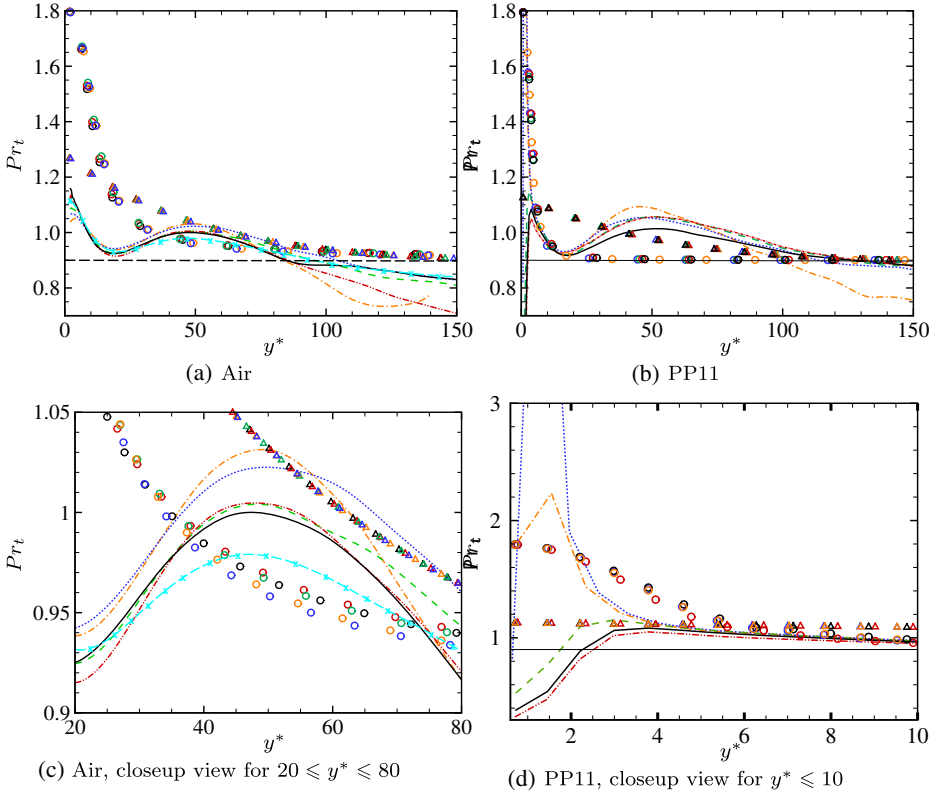 1.8
1.6
1.4
1.2
1.0
0.8
Pr_t
0 50 100 150
y*
(a) Air
1.8
1.6
1.4
1.2
1.0
0.8
Pr_t
0 50 100 150
y*
(b) PP11
1.05
1
0.95
0.9
Pr_t
20 40 60 80
y*
(c) Air, closeup view for 20 ⩽ y* ⩽ 80
3
2
1
Pr_t
2 4 6 8 10
y*
(d) PP11, closeup view for y* ⩽ 10